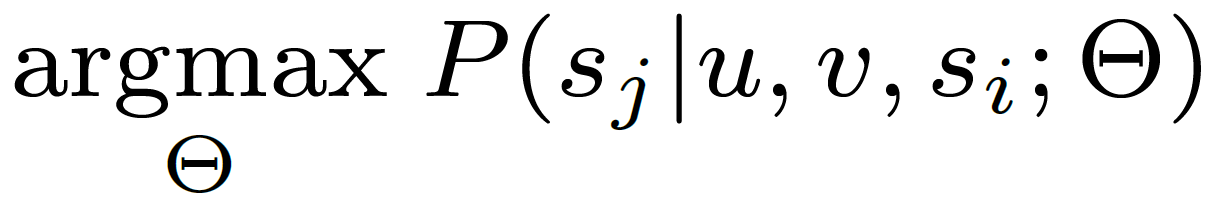 argmax P(s_j|u, v, s_i; Θ)
Θ